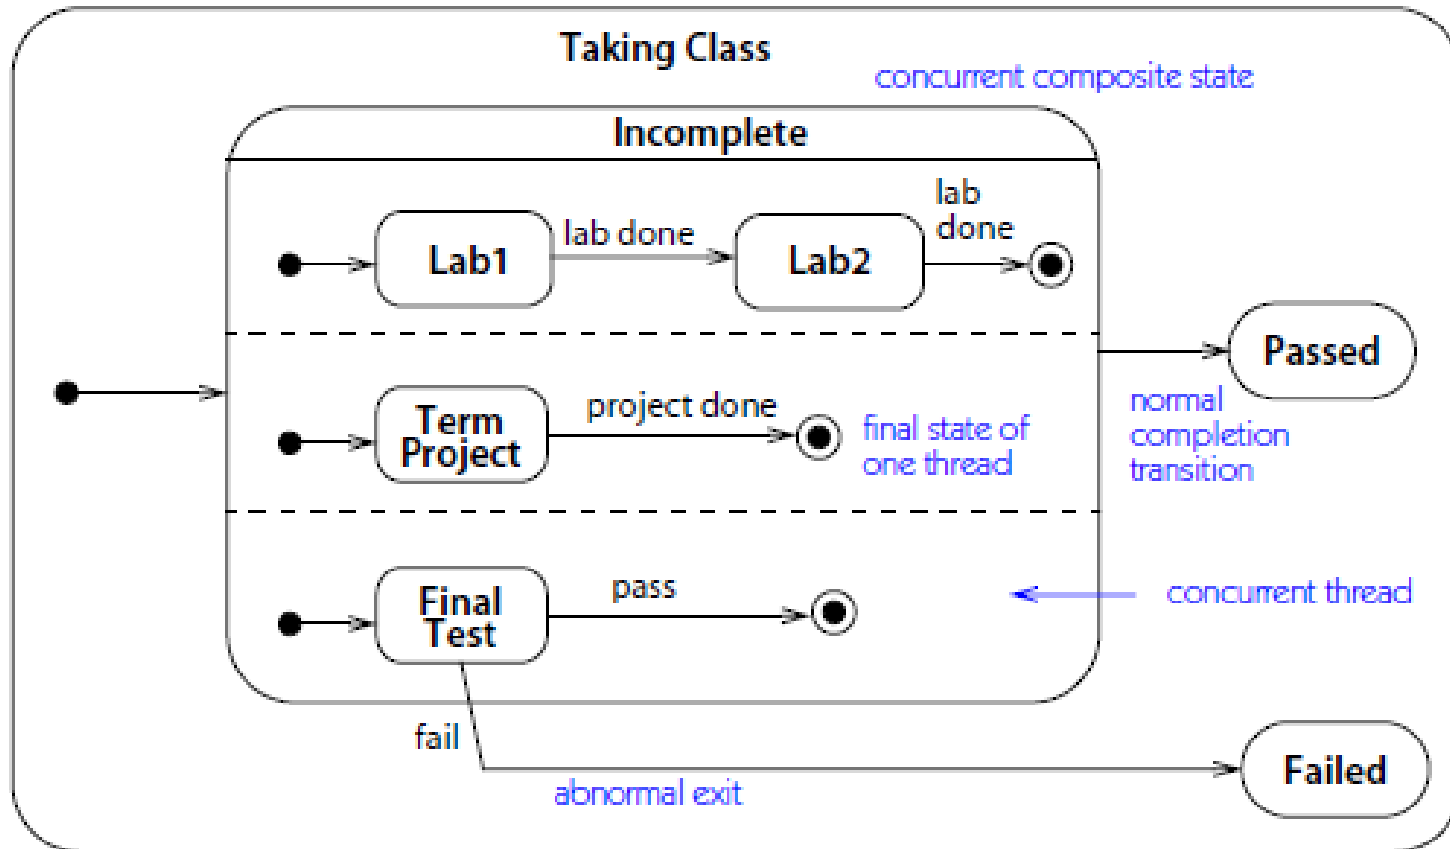 Taking Class
concurrent composite state
Incomplete
Lab1
lab done
Lab2
lab
done
Passed
normal
completion
transition
Term
Project
project done
final state of
one thread
Final
Test
pass
concurrent thread
fail
abnormal exit
Failed